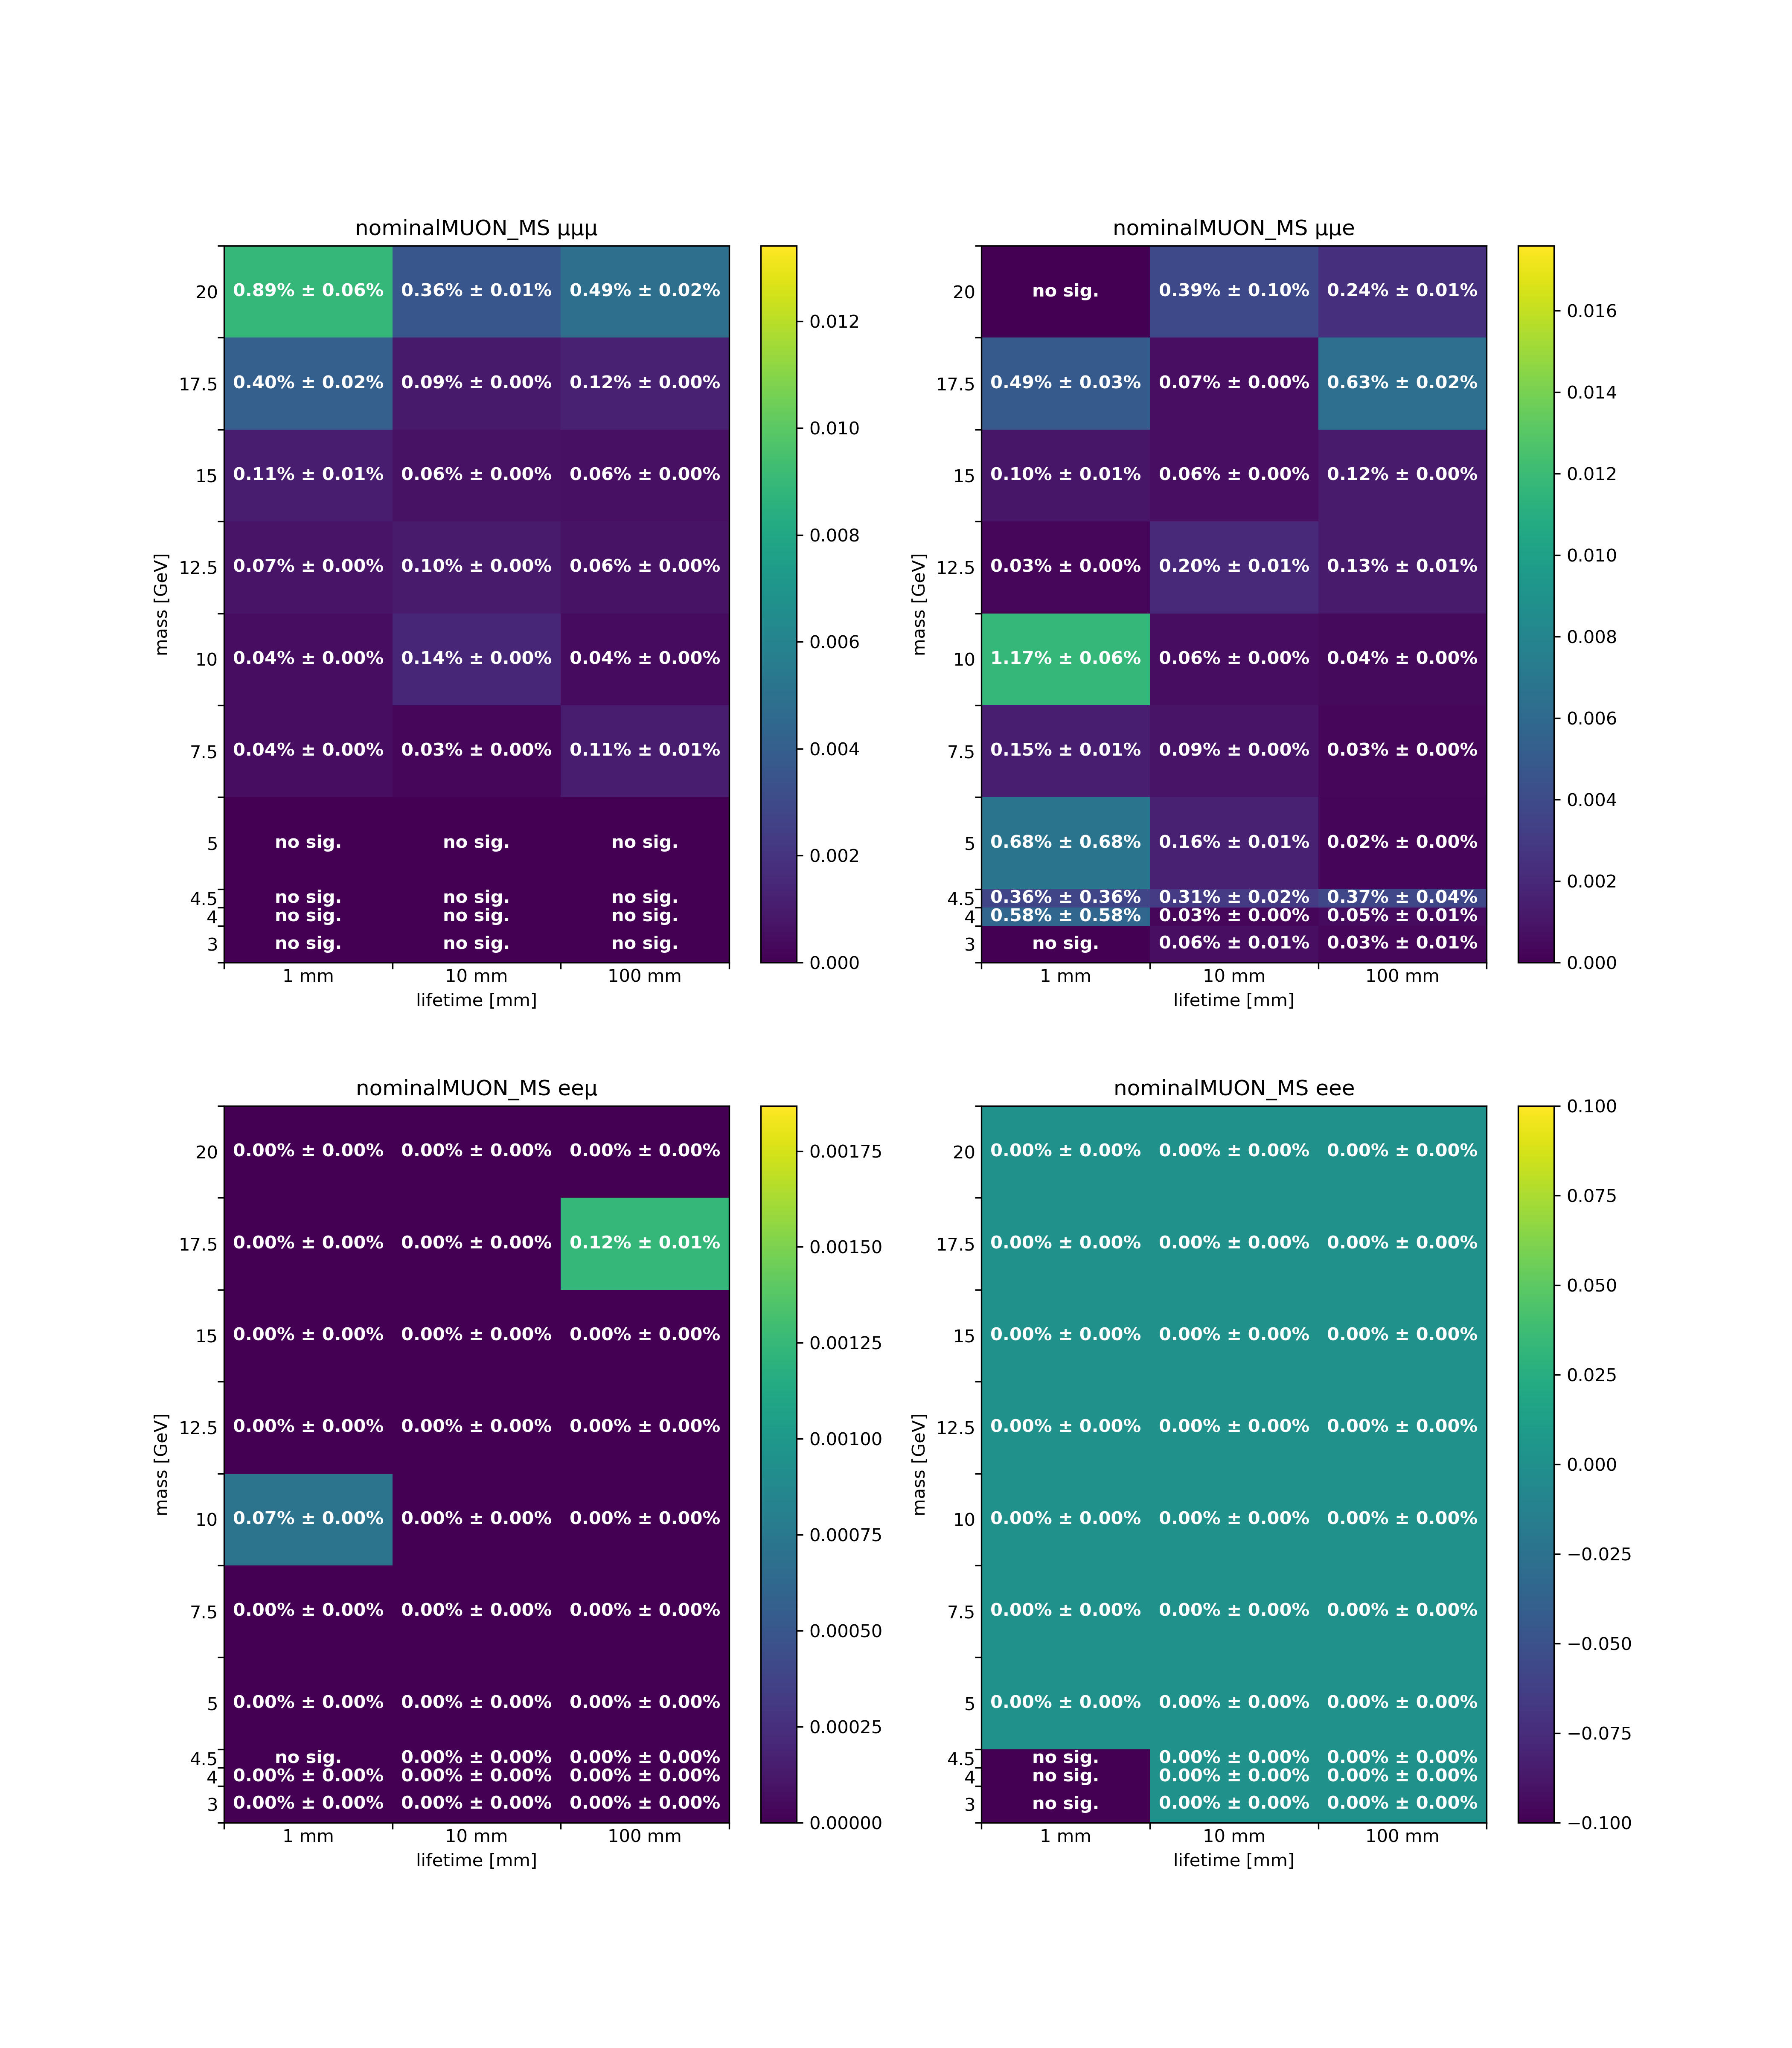 nominalMUON_MS μμμ
20 0.89% ± 0.06% 0.36% ± 0.01% 0.49% ± 0.02%
17.5 0.40% ± 0.02% 0.09% ± 0.00% 0.12% ± 0.00%
15 0.11% ± 0.01% 0.06% ± 0.00% 0.06% ± 0.00%
12.5 0.07% ± 0.00% 0.10% ± 0.00% 0.06% ± 0.00%
10 0.04% ± 0.00% 0.14% ± 0.00% 0.04% ± 0.00%
7.5 0.04% ± 0.00% 0.03% ± 0.00% 0.11% ± 0.01%
5 no sig. no sig. no sig.
4.5 no sig. no sig. no sig.
4 no sig. no sig. no sig.
3 no sig. no sig. no sig.
mass [GeV]
1 mm 10 mm 100 mm
lifetime [mm]
0.012
0.010
0.008
0.006
0.004
0.002
0.000
nominalMUON_MS μμe
20 no sig. 0.39% ± 0.10% 0.24% ± 0.01%
17.5 0.49% ± 0.03% 0.07% ± 0.00% 0.63% ± 0.02%
15 0.10% ± 0.01% 0.06% ± 0.00% 0.12% ± 0.00%
12.5 0.03% ± 0.00% 0.20% ± 0.01% 0.13% ± 0.01%
10 1.17% ± 0.06% 0.06% ± 0.00% 0.04% ± 0.00%
7.5 0.15% ± 0.01% 0.09% ± 0.00% 0.03% ± 0.00%
5 0.68% ± 0.68% 0.16% ± 0.01% 0.02% ± 0.00%
4.5 0.36% ± 0.36% 0.31% ± 0.02% 0.37% ± 0.04%
4 0.58% ± 0.58% 0.03% ± 0.00% 0.05% ± 0.01%
3 no sig. 0.06% ± 0.01% 0.03% ± 0.01%
mass [GeV]
1 mm 10 mm 100 mm
lifetime [mm]
0.016
0.014
0.012
0.010
0.008
0.006
0.004
0.002
0.000
nominalMUON_MS eeμ
20 0.00% ± 0.00% 0.00% ± 0.00% 0.00% ± 0.00%
17.5 0.00% ± 0.00% 0.00% ± 0.00% 0.12% ± 0.01%
15 0.00% ± 0.00% 0.00% ± 0.00% 0.00% ± 0.00%
12.5 0.00% ± 0.00% 0.00% ± 0.00% 0.00% ± 0.00%
10 0.07% ± 0.00% 0.00% ± 0.00% 0.00% ± 0.00%
7.5 0.00% ± 0.00% 0.00% ± 0.00% 0.00% ± 0.00%
5 0.00% ± 0.00% 0.00% ± 0.00% 0.00% ± 0.00%
4.5 no sig. 0.00% ± 0.00% 0.00% ± 0.00%
4 0.00% ± 0.00% 0.00% ± 0.00% 0.00% ± 0.00%
3 0.00% ± 0.00% 0.00% ± 0.00% 0.00% ± 0.00%
mass [GeV]
1 mm 10 mm 100 mm
lifetime [mm]
0.00175
0.00150
0.00125
0.00100
0.00075
0.00050
0.00025
0.00000
nominalMUON_MS eee
20 0.00% ± 0.00% 0.00% ± 0.00% 0.00% ± 0.00%
17.5 0.00% ± 0.00% 0.00% ± 0.00% 0.00% ± 0.00%
15 0.00% ± 0.00% 0.00% ± 0.00% 0.00% ± 0.00%
12.5 0.00% ± 0.00% 0.00% ± 0.00% 0.00% ± 0.00%
10 0.00% ± 0.00% 0.00% ± 0.00% 0.00% ± 0.00%
7.5 0.00% ± 0.00% 0.00% ± 0.00% 0.00% ± 0.00%
5 0.00% ± 0.00% 0.00% ± 0.00% 0.00% ± 0.00%
4.5 no sig. 0.00% ± 0.00% 0.00% ± 0.00%
4 no sig. 0.00% ± 0.00% 0.00% ± 0.00%
3 no sig. 0.00% ± 0.00% 0.00% ± 0.00%
mass [GeV]
1 mm 10 mm 100 mm
lifetime [mm]
0.100
0.075
0.050
0.025
0.000
−0.025
−0.050
−0.075
−0.100